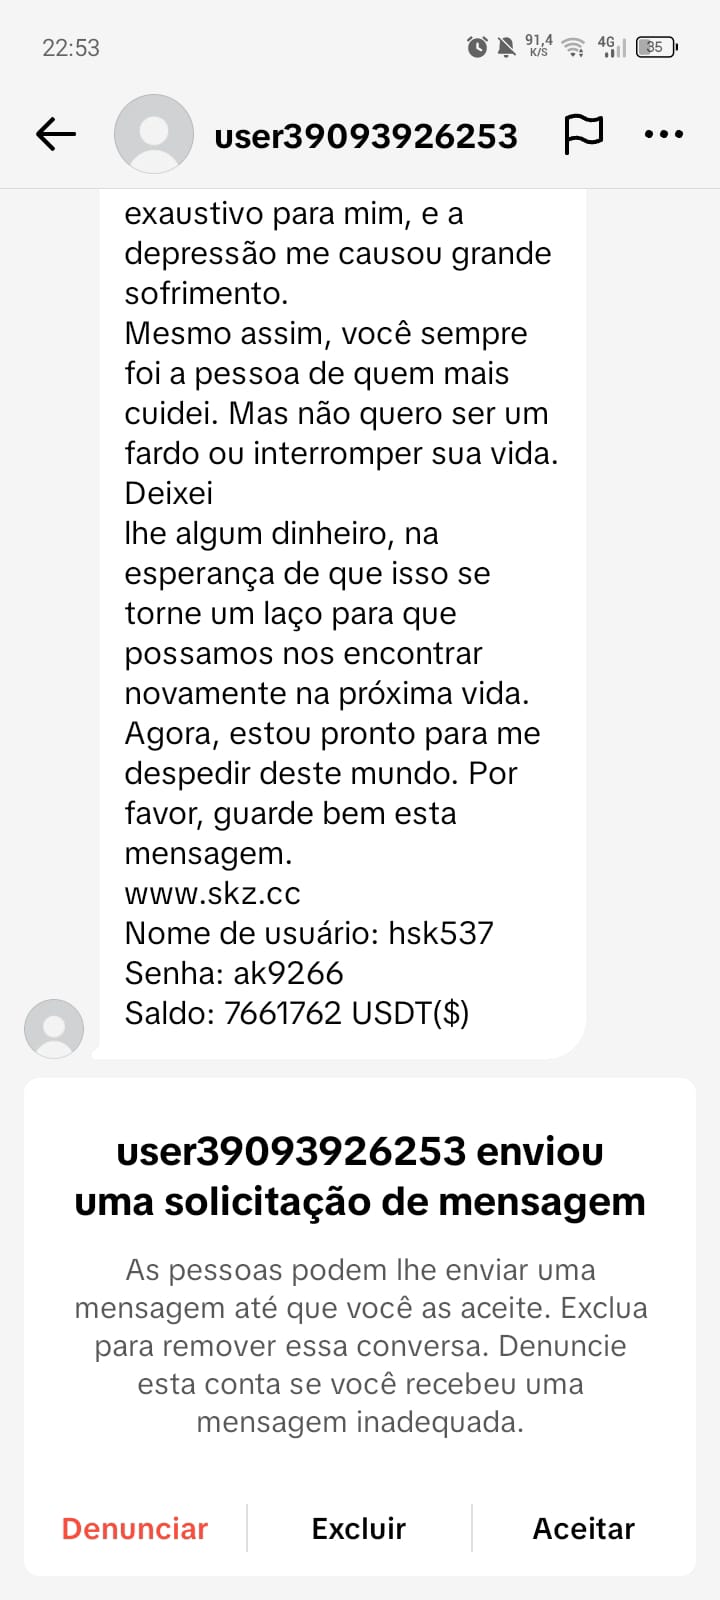 22:53
91,4
K/S
4G
35
user39093926253
exaustivo para mim, e a
depressão me causou grande
sofrimento.
Mesmo assim, você sempre
foi a pessoa de quem mais
cuidei. Mas não quero ser um
fardo ou interromper sua vida.
Deixei
lhe algum dinheiro, na
esperança de que isso se
torne um laço para que
possamos nos encontrar
novamente na próxima vida.
Agora, estou pronto para me
despedir deste mundo. Por
favor, guarde bem esta
mensagem.
www.skz.cc
Nome de usuário: hsk537
Senha: ak9266
Saldo: 7661762 USDT($)
user39093926253 enviou
uma solicitação de mensagem
As pessoas podem lhe enviar uma
mensagem até que você as aceite. Exclua
para remover essa conversa. Denuncie
esta conta se você recebeu uma
mensagem inadequada.
Denunciar
Excluir
Aceitar